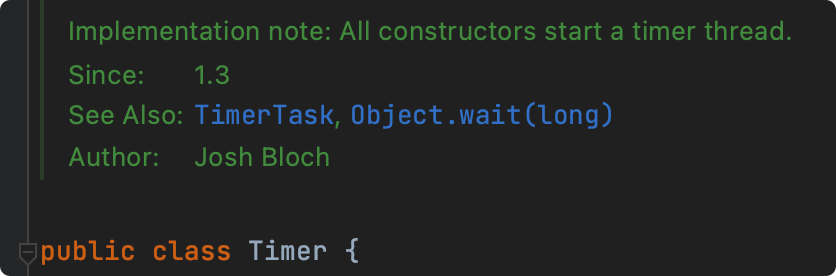 Implementation note: All constructors start a timer thread.
Since: 1.3
See Also: TimerTask, Object.wait(long)
Author: Josh Bloch
public class Timer {